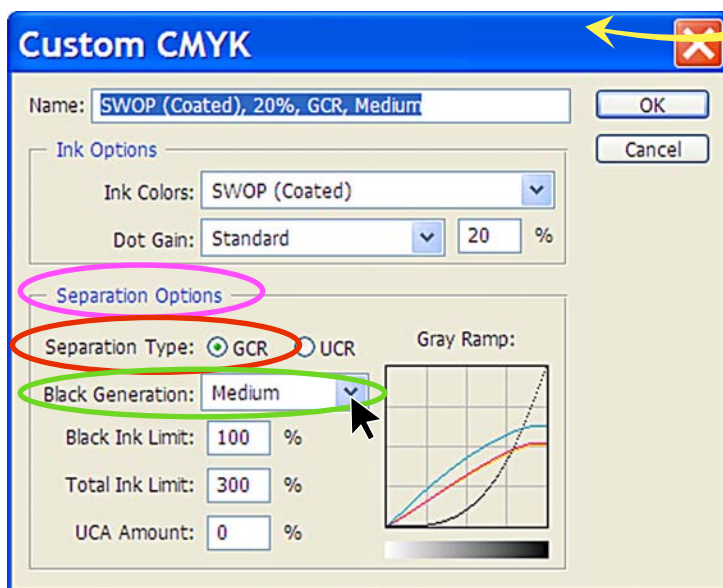 Custom CMYK
Name: SWOP (Coated), 20%, GCR, Medium
OK
Cancel
Ink Options
Ink Colors: SWOP (Coated)
Dot Gain: Standard 20 %
Separation Options
Separation Type: GCR UCR
Gray Ramp:
Black Generation: Medium
Black Ink Limit: 100 %
Total Ink Limit: 300 %
UCA Amount: 0 %